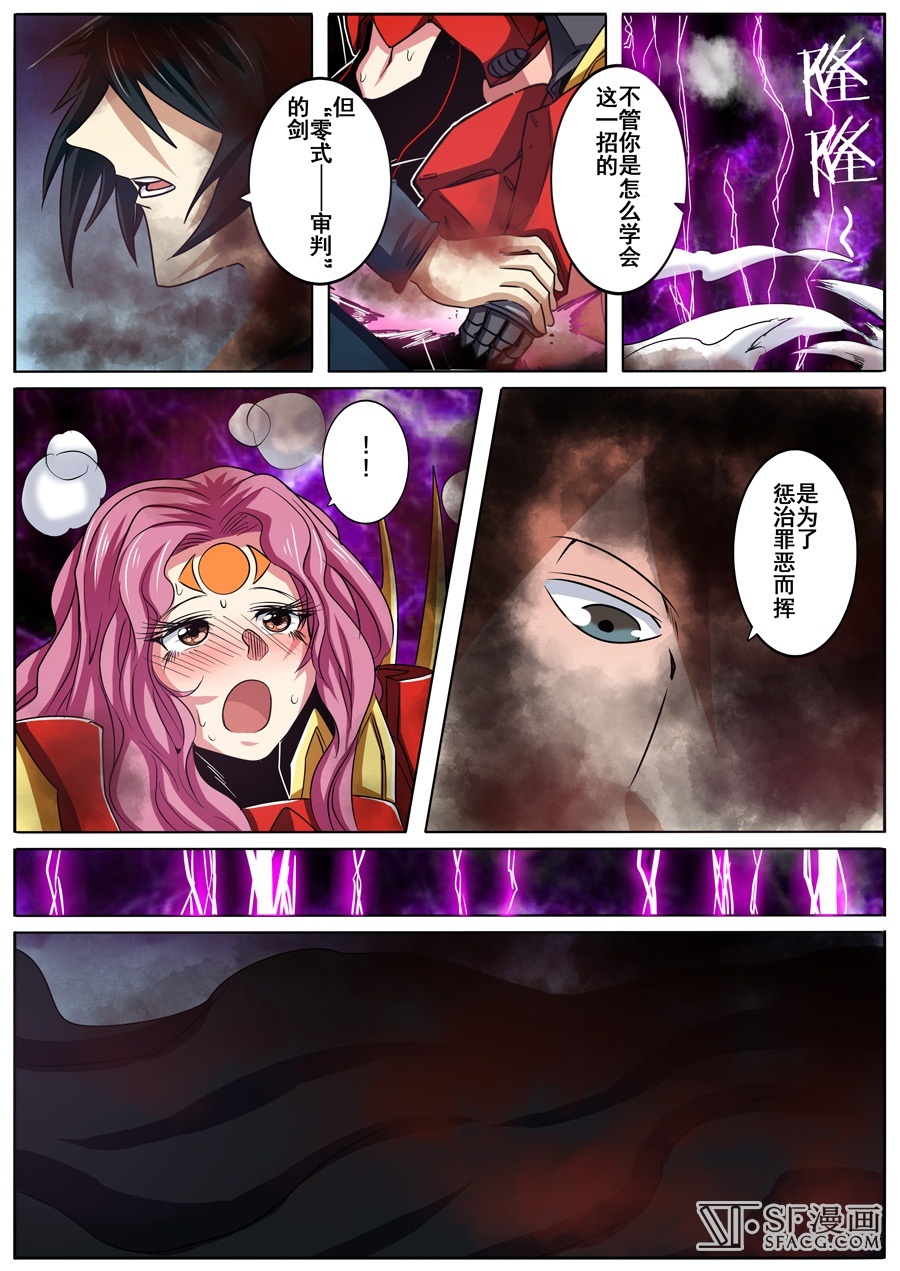 隆
隆
不管你是怎么学会
这一招的
但
“零式——审判”
的剑
是为了
惩治罪恶而挥
！！
SF漫画
SFACG.COM